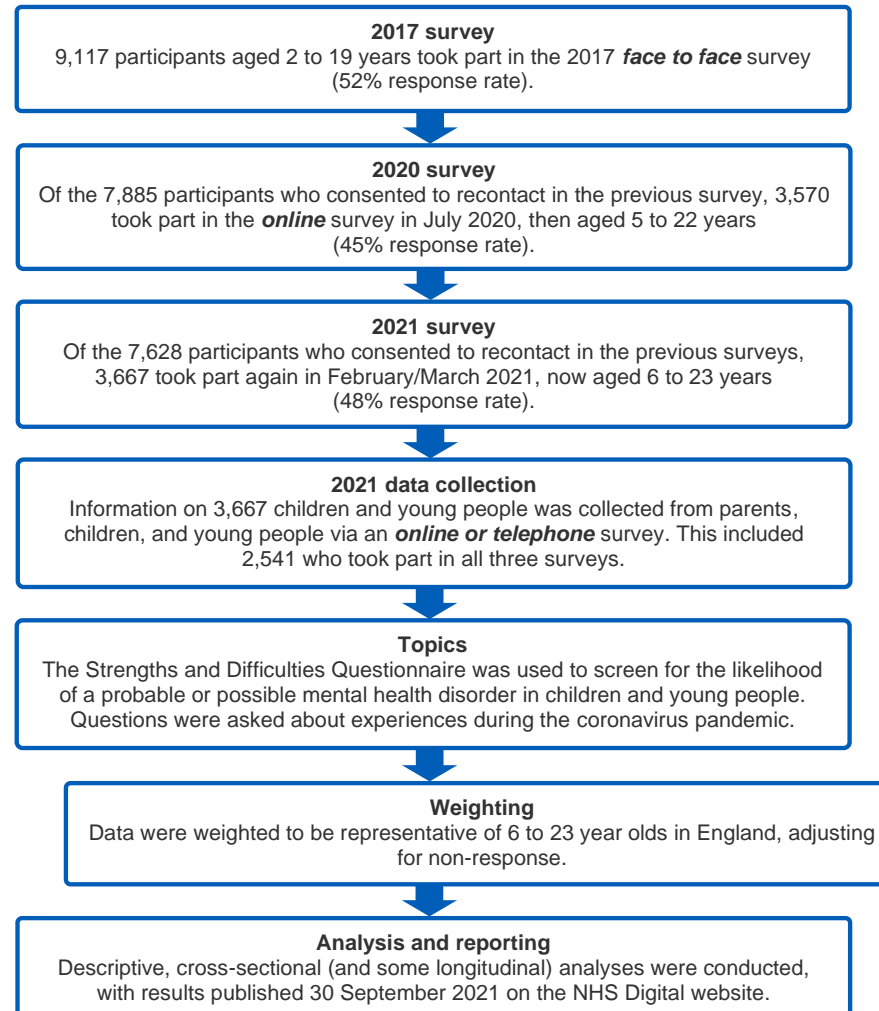 2017 survey
9,117 participants aged 2 to 19 years took part in the 2017 face to face survey
(52% response rate).
2020 survey
Of the 7,885 participants who consented to recontact in the previous survey, 3,570
took part in the online survey in July 2020, then aged 5 to 22 years
(45% response rate).
2021 survey
Of the 7,628 participants who consented to recontact in the previous surveys,
3,667 took part again in February/March 2021, now aged 6 to 23 years
(48% response rate).
2021 data collection
Information on 3,667 children and young people was collected from parents,
children, and young people via an online or telephone survey. This included
2,541 who took part in all three surveys.
Topics
The Strengths and Difficulties Questionnaire was used to screen for the likelihood
of a probable or possible mental health disorder in children and young people.
Questions were asked about experiences during the coronavirus pandemic.
Weighting
Data were weighted to be representative of 6 to 23 year olds in England, adjusting
for non-response.
Analysis and reporting
Descriptive, cross-sectional (and some longitudinal) analyses were conducted,
with results published 30 September 2021 on the NHS Digital website.